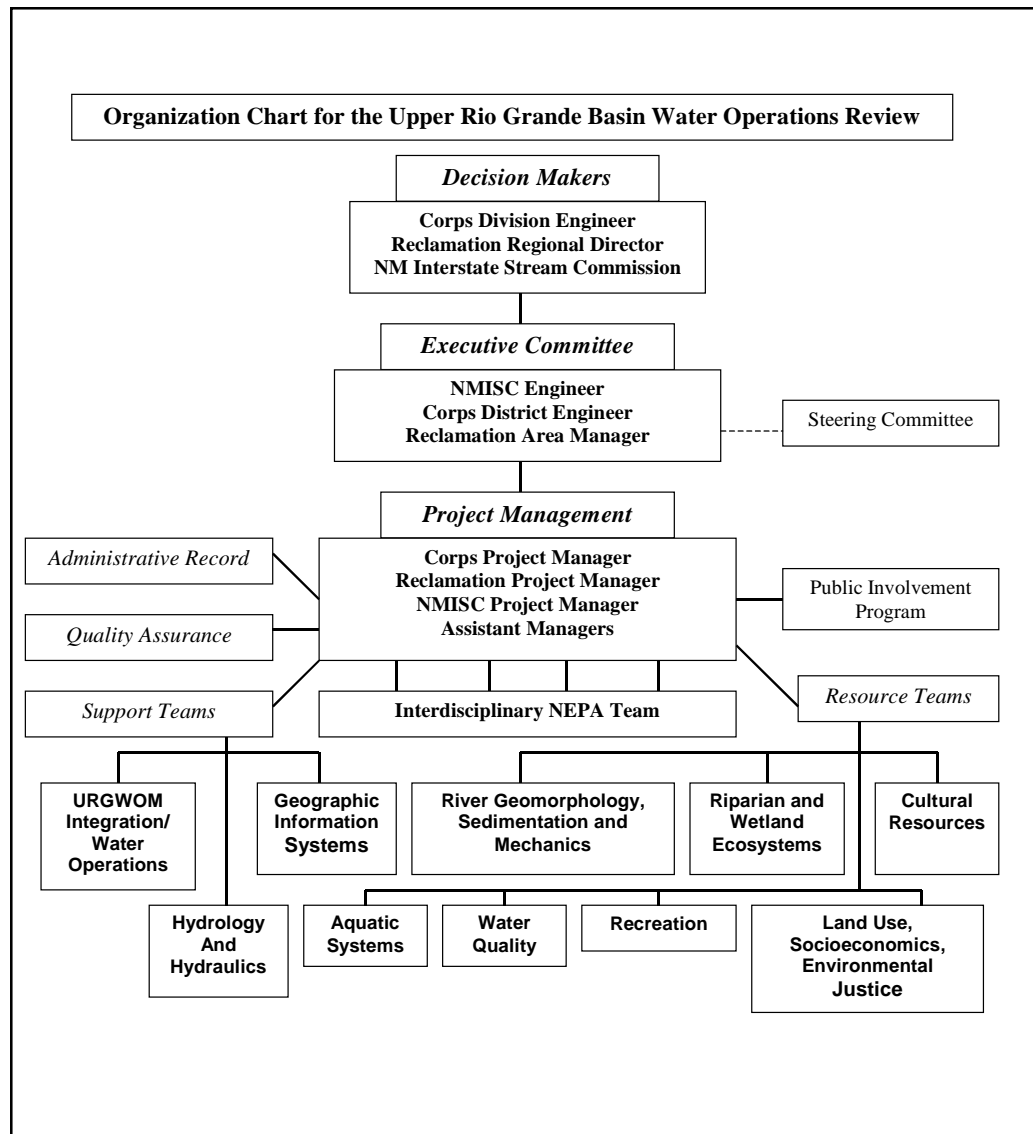 Organization Chart for the Upper Rio Grande Basin Water Operations Review
Decision Makers
Corps Division Engineer
Reclamation Regional Director
NM Interstate Stream Commission
Executive Committee
NMISC Engineer
Corps District Engineer
Reclamation Area Manager
Steering Committee
Project Management
Corps Project Manager
Reclamation Project Manager
NMISC Project Manager
Assistant Managers
Administrative Record
Quality Assurance
Support Teams
Public Involvement
Program
Resource Teams
Interdisciplinary NEPA Team
URGWOM
Integration/
Water
Operations
Geographic
Information
Systems
River Geomorphology,
Sedimentation and
Mechanics
Riparian and
Wetland
Ecosystems
Cultural
Resources
Hydrology
And
Hydraulics
Aquatic
Systems
Water
Quality
Recreation
Land Use,
Socioeconomics,
Environmental
Justice